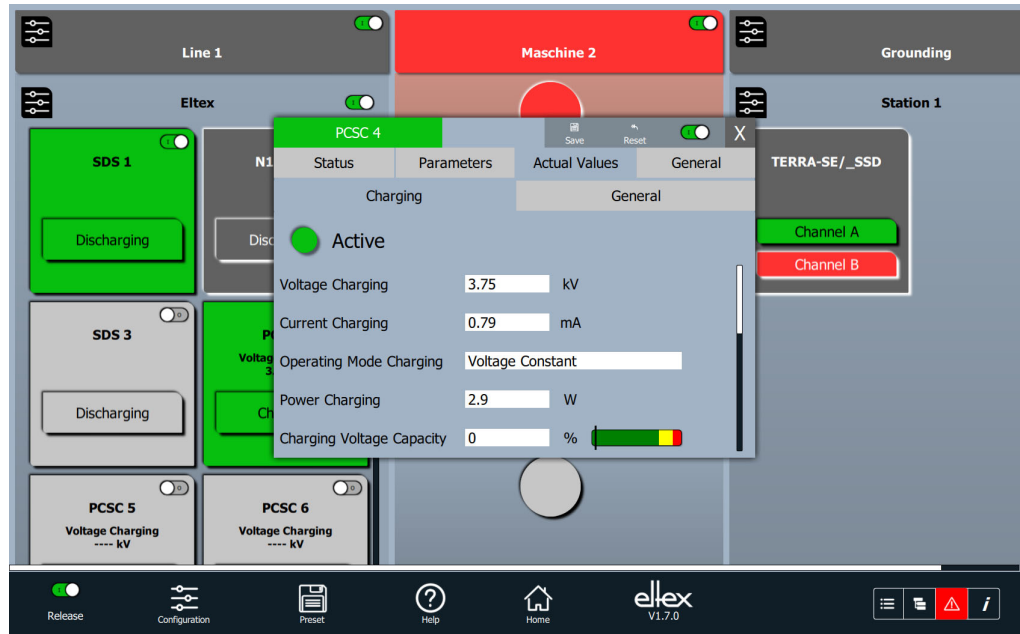 Line 1
Maschine 2
Grounding
Eltex
Station 1
PCSC 4
Save
Reset
X
SDS 1
N1
Status
Parameters
Actual Values
General
TERRA-SE/_SSD
Charging
General
Discharging
Disc
Active
Channel A
Channel B
Voltage Charging 3.75 kV
Current Charging 0.79 mA
SDS 3
Operating Mode Charging Voltage Constant
Power Charging 2.9 W
Discharging
Ch
Charging Voltage Capacity 0 %
PCSC 5
Voltage Charging
---- kV
PCSC 6
Voltage Charging
---- kV
Release
Configuration
Preset
Help
Home
eltex
V1.7.0